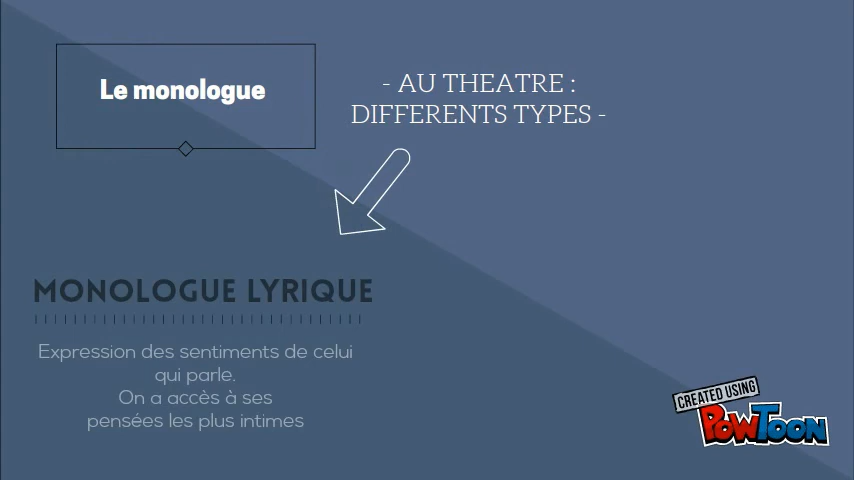 Le monologue
- AU THEATRE :
DIFFERENTS TYPES -
MONOLOGUE LYRIQUE
Expression des sentiments de celui
qui parle.
On a accès à ses
pensées les plus intimes
CREATED USING
POWTOON